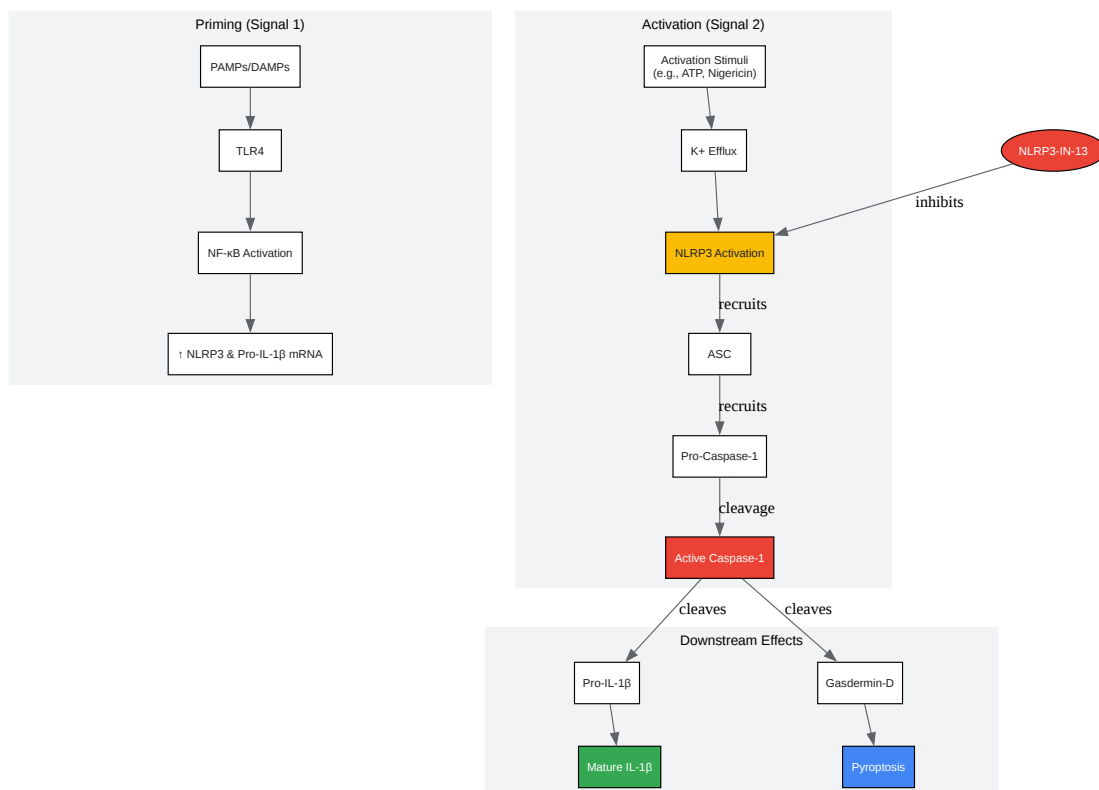 Priming (Signal 1)
PAMPs/DAMPs
TLR4
NF-κB Activation
↑ NLRP3 & Pro-IL-1β mRNA
Activation (Signal 2)
Activation Stimuli
(e.g., ATP, Nigericin)
K+ Efflux
NLRP3-IN-13
inhibits
NLRP3 Activation
recruits
ASC
recruits
Pro-Caspase-1
cleavage
Active Caspase-1
cleaves
cleaves
Downstream Effects
Pro-IL-1β
Gasdermin-D
Mature IL-1β
Pyroptosis